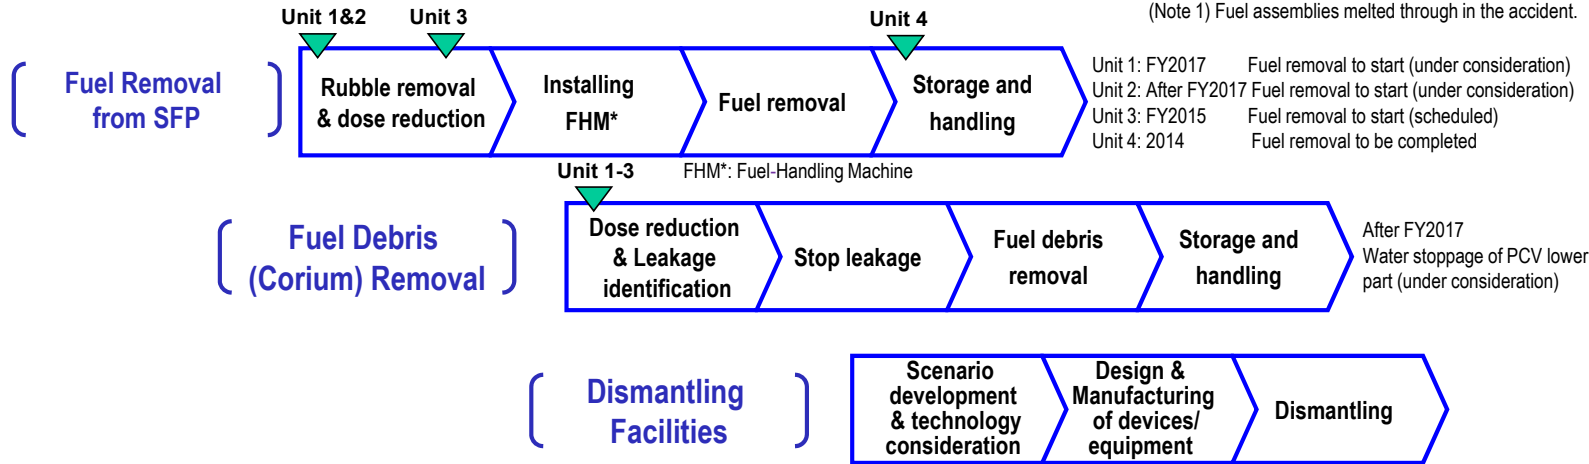 (Note 1) Fuel assemblies melted through in the accident.
Unit 1&2
Unit 3
Unit 4
Fuel Removal
from SFP
Rubble removal
& dose reduction
Installing
FHM*
Fuel removal
Storage and
handling
Unit 1: FY2017 Fuel removal to start (under consideration)
Unit 2: After FY2017 Fuel removal to start (under consideration)
Unit 3: FY2015 Fuel removal to start (scheduled)
Unit 4: 2014 Fuel removal to be completed
FHM*: Fuel-Handling Machine
Unit 1-3
Fuel Debris
(Corium) Removal
Dose reduction
& Leakage
identification
Stop leakage
Fuel debris
removal
Storage and
handling
After FY2017
Water stoppage of PCV lower
part (under consideration)
Dismantling
Facilities
Scenario
development
& technology
consideration
Design &
Manufacturing
of devices/
equipment
Dismantling